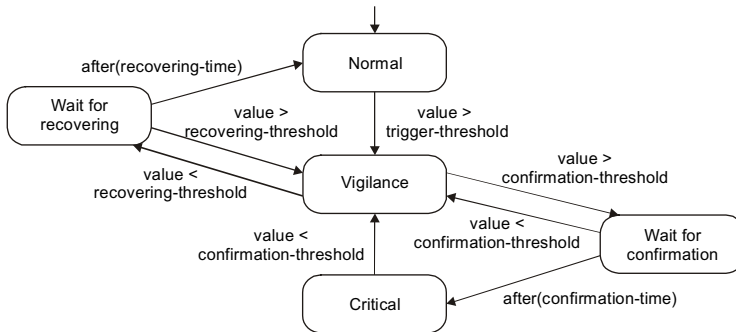 Normal
after(recovering-time)
Wait for
recovering
value >
recovering-threshold
value >
trigger-threshold
value <
recovering-threshold
Vigilance
value >
confirmation-threshold
value <
confirmation-threshold
value <
confirmation-threshold
Wait for
confirmation
Critical
after(confirmation-time)